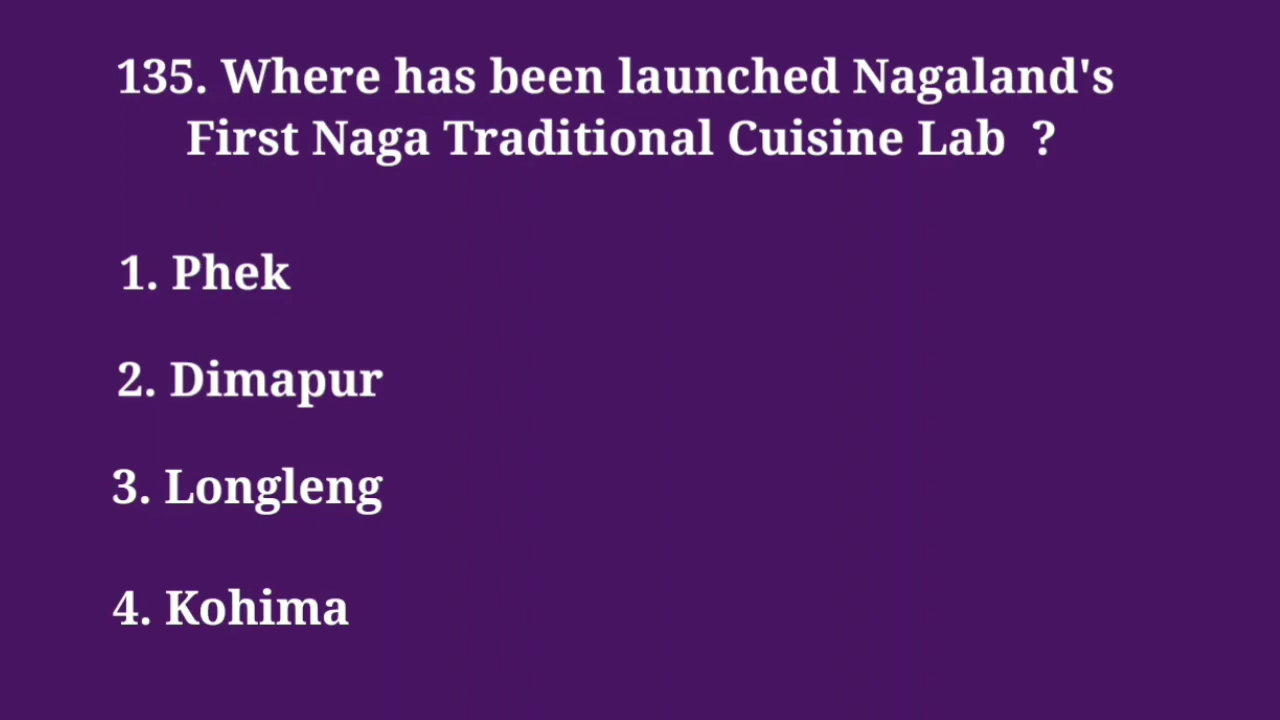 135. Where has been launched Nagaland's
First Naga Traditional Cuisine Lab ?
1. Phek
2. Dimapur
3. Longleng
4. Kohima